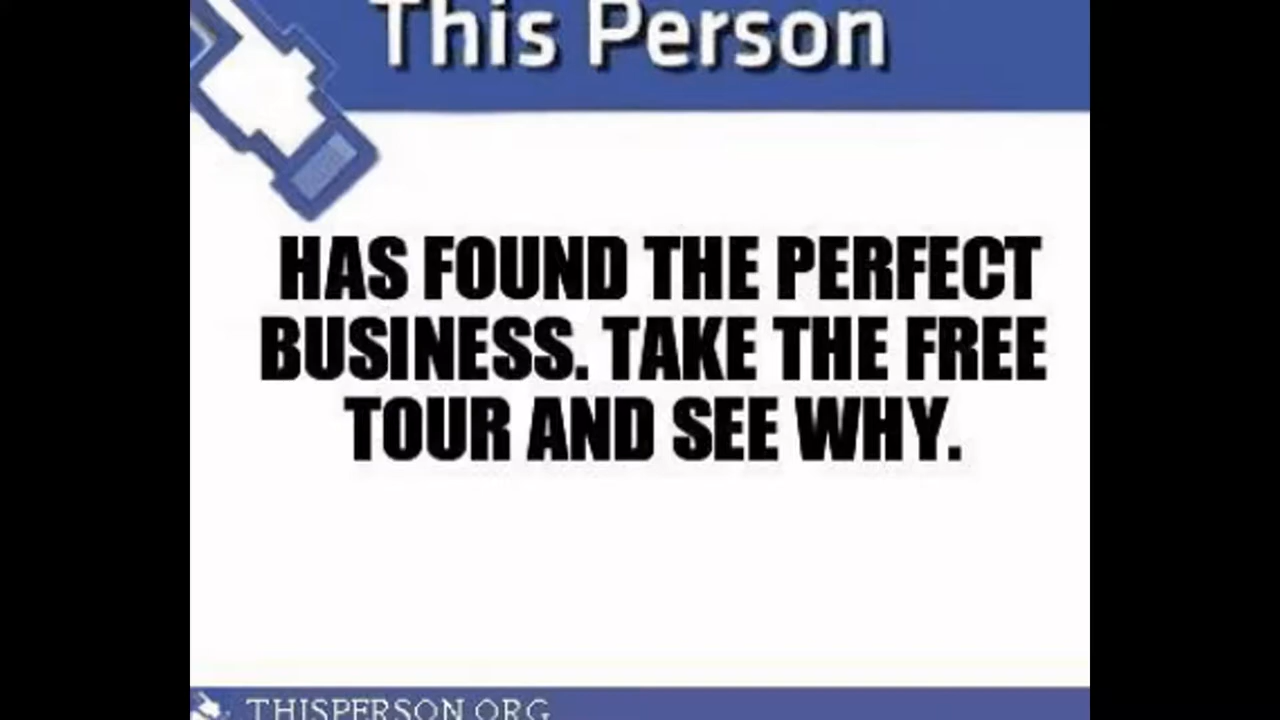 This Person
HAS FOUND THE PERFECT
BUSINESS. TAKE THE FREE
TOUR AND SEE WHY.
THISPERSON.ORG